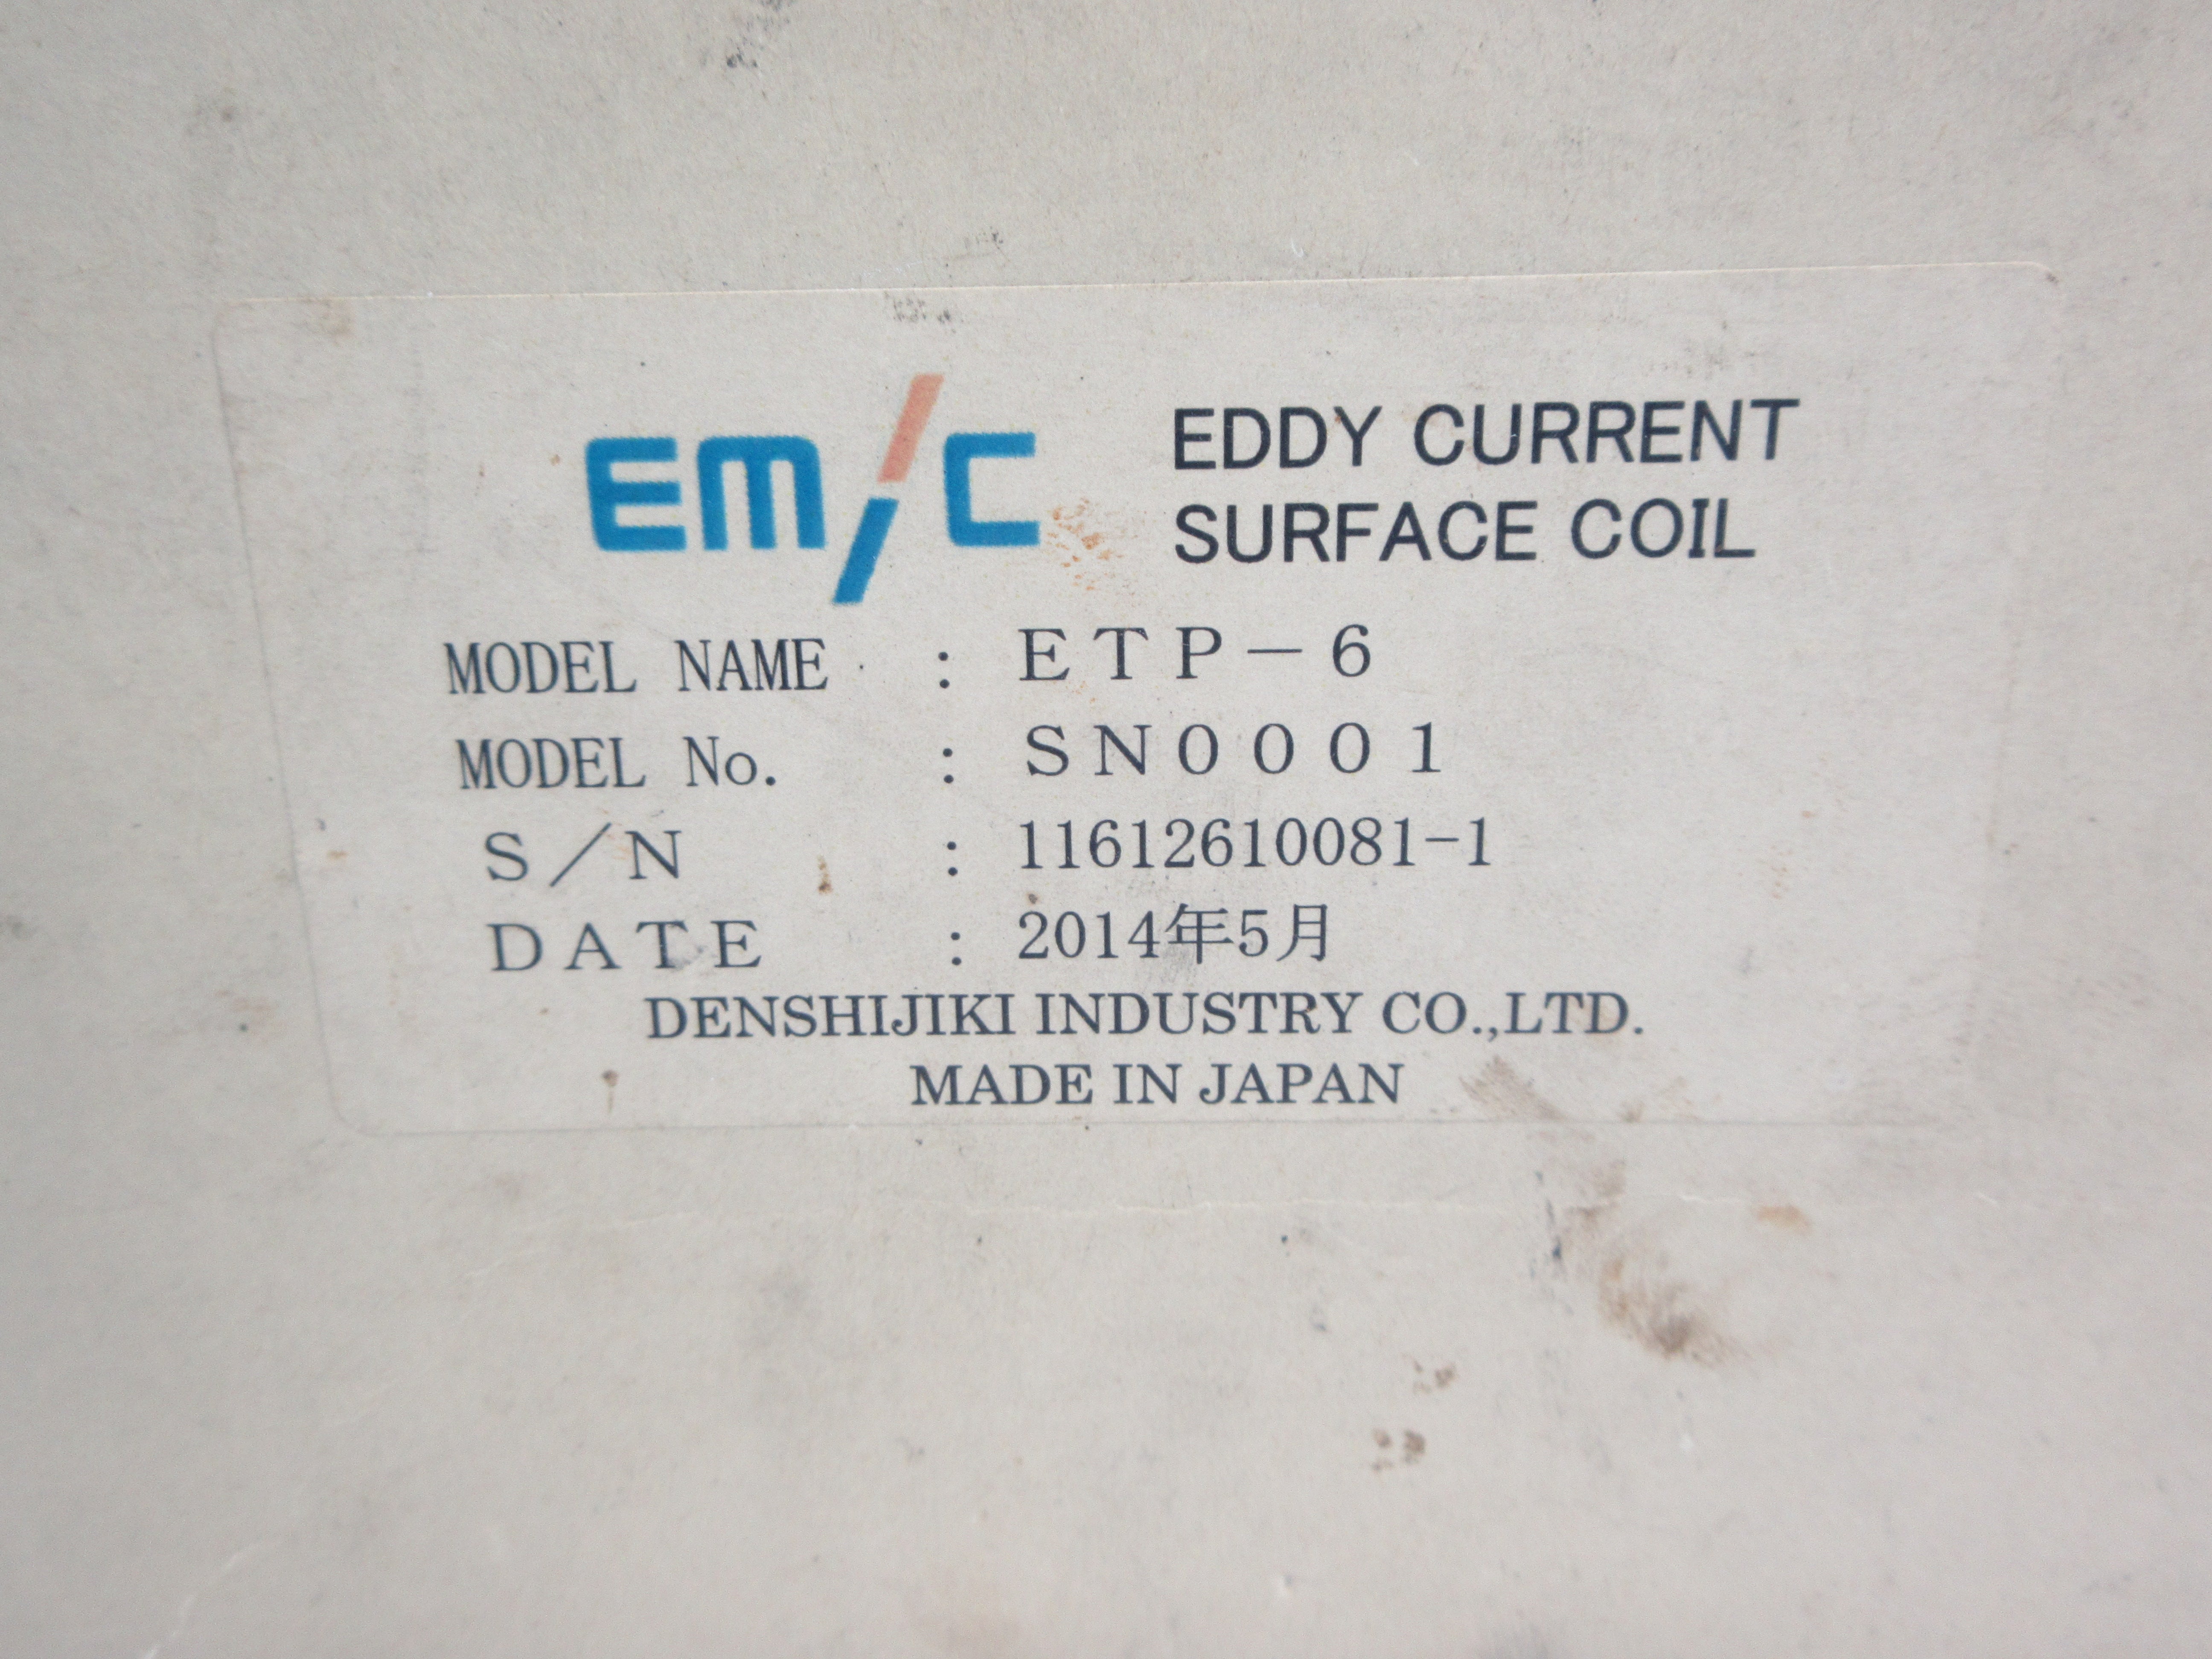 EMIC EDDY CURRENT
SURFACE COIL
MODEL NAME : ETP-6
MODEL No. : SN0001
S/N : 11612610081-1
DATE : 2014年5月
DENSHIJIKI INDUSTRY CO.,LTD.
MADE IN JAPAN